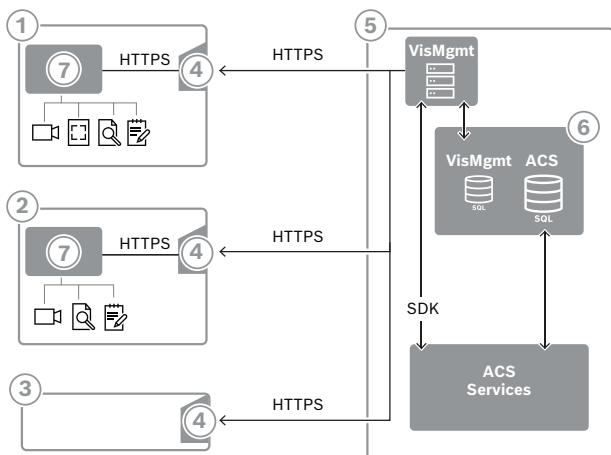 1
5
HTTPS
HTTPS
VisMgmt
7
4
6
VisMgmt ACS
SQL
SQL
2
HTTPS
HTTPS
7
4
SDK
ACS
Services
3
HTTPS
4